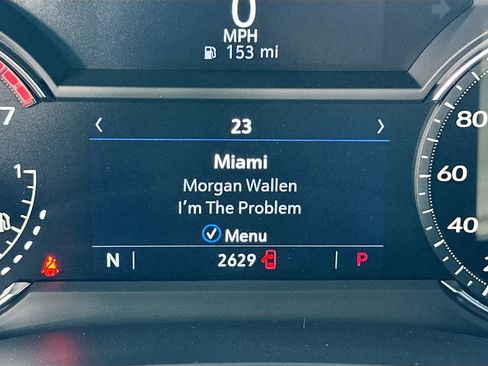 0
MPH
153 mi
7
23
80
Miami
1
60
Morgan Wallen
I'm The Problem
40
Menu
N
2629
P